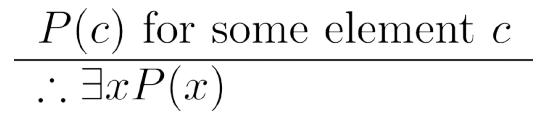 P(c) for some element c
∴ ∃xP(x)